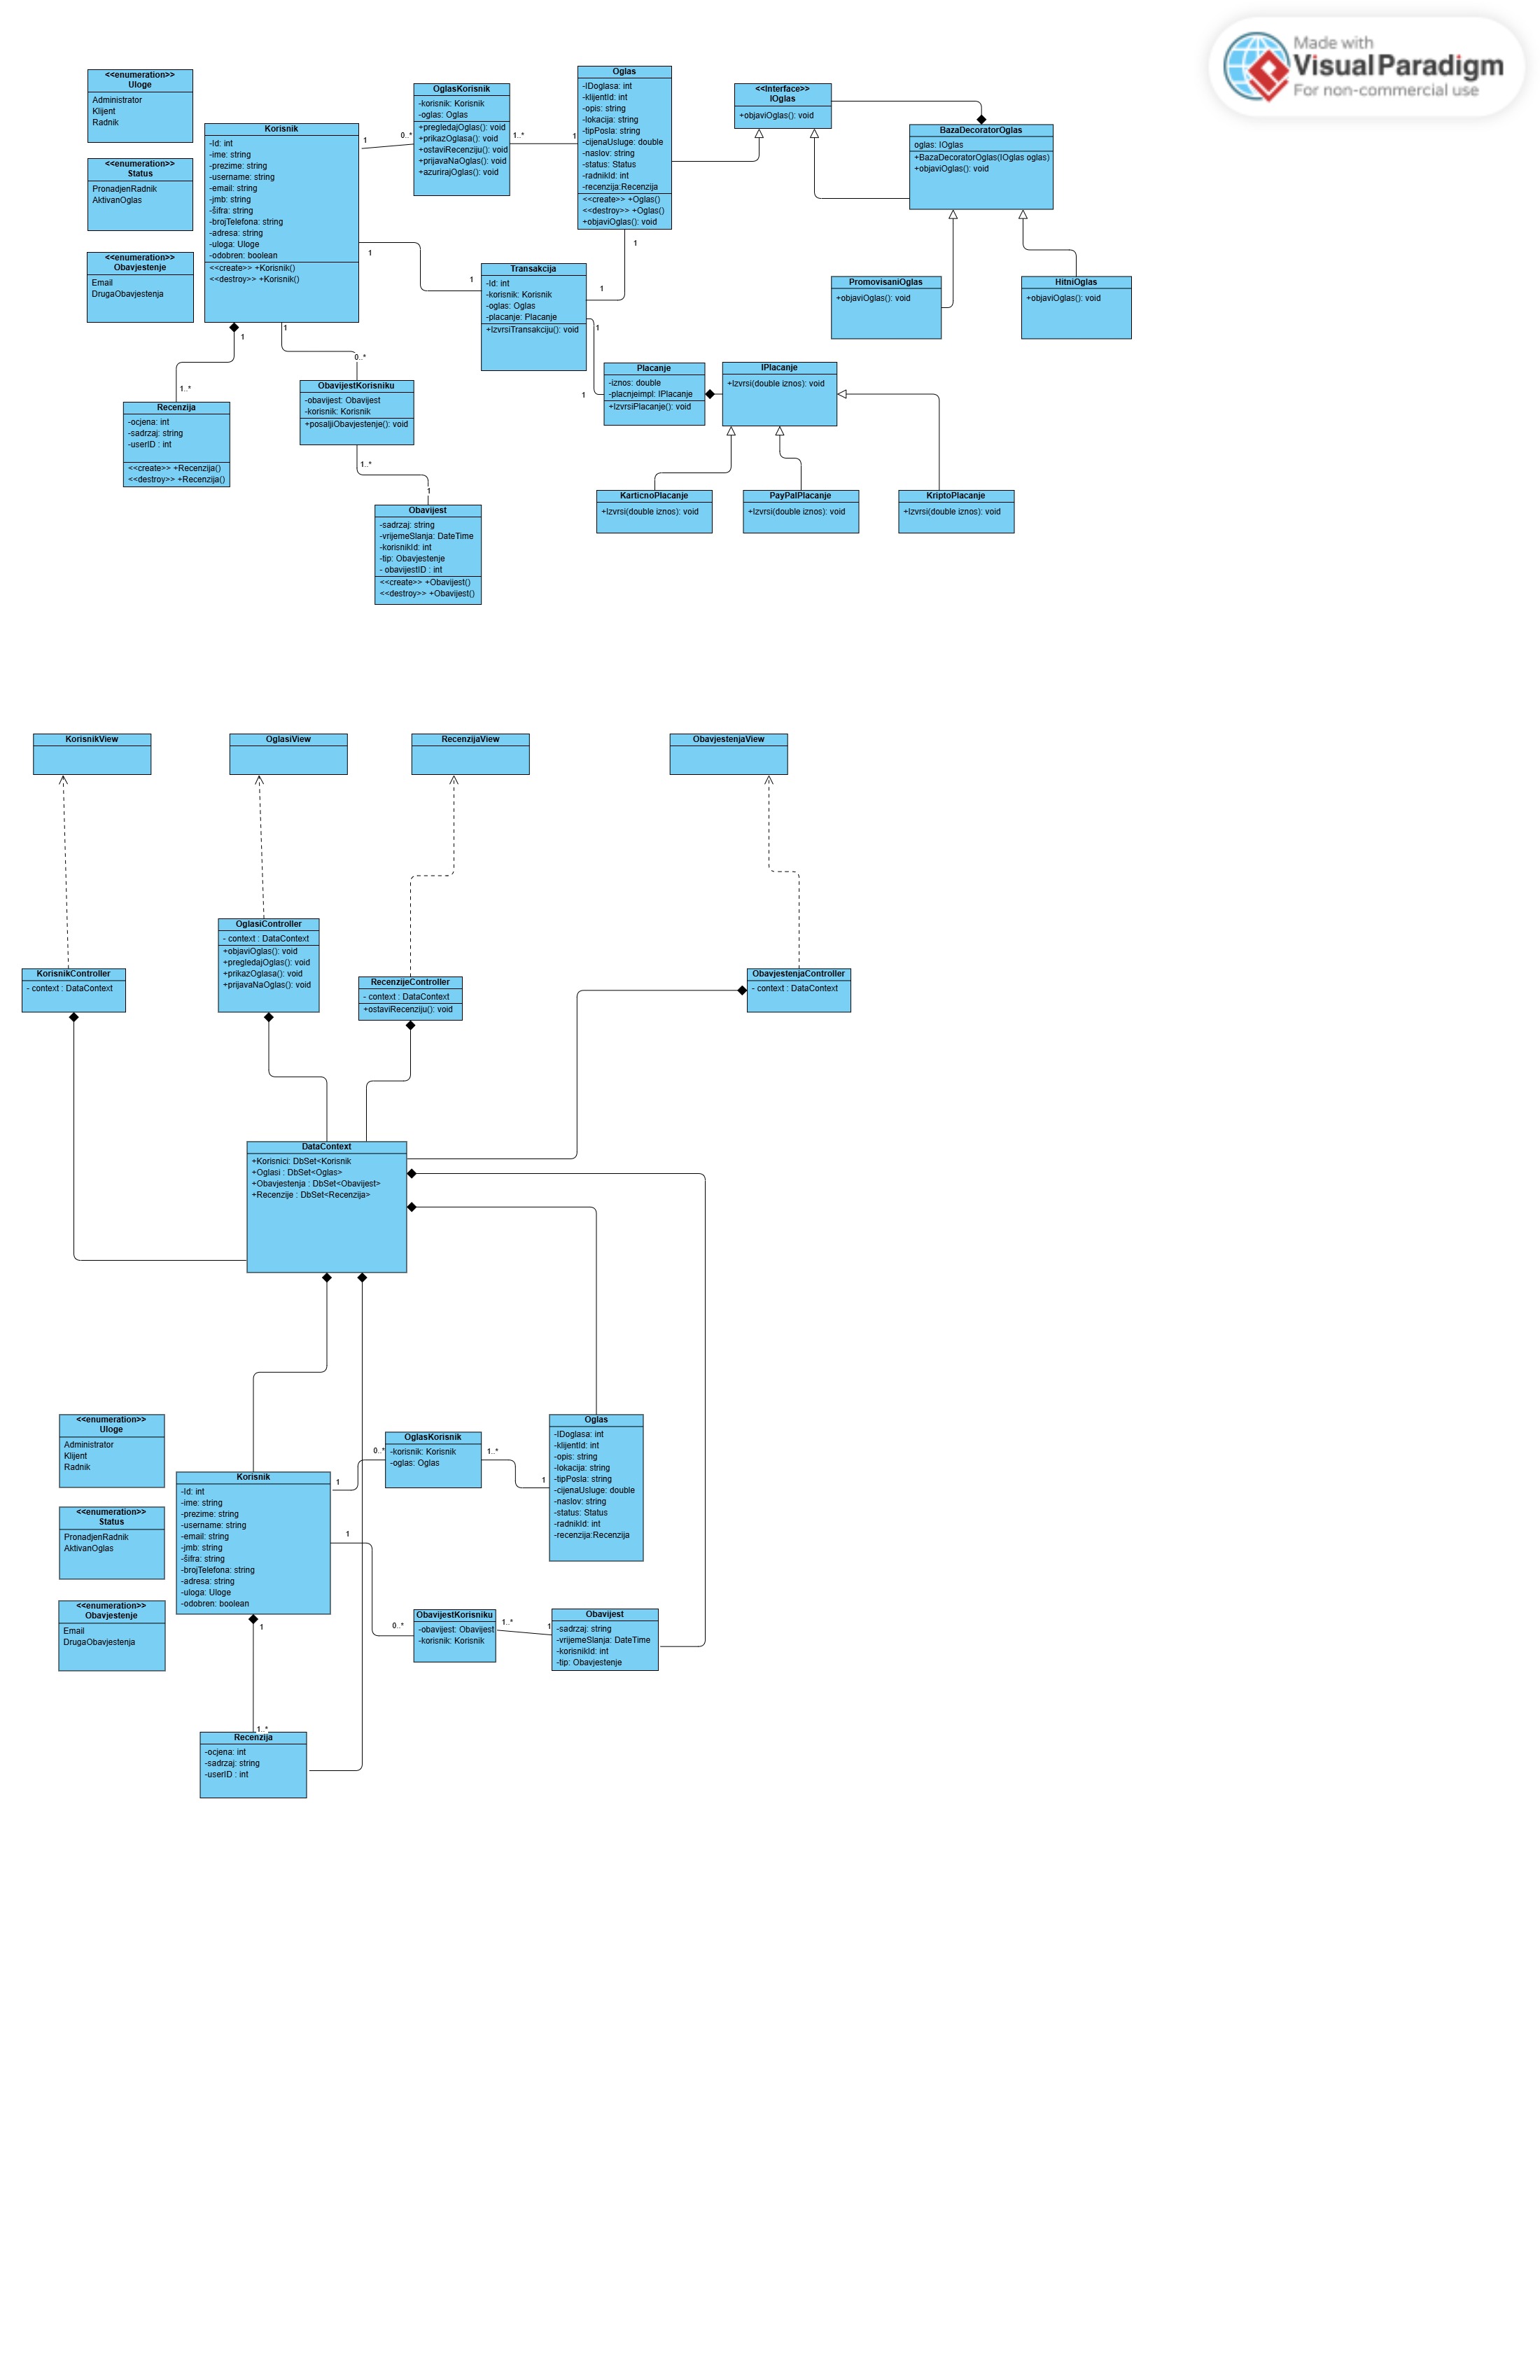 Made with
VisualParadigm
For non-commercial use
<<enumeration>>
Uloge
Administrator
Klijent
Radnik
<<enumeration>>
Status
PronadjenRadnik
AktivanOglas
<<enumeration>>
Obavjestenje
Email
DrugaObavjestenja
Korisnik
-Id: int
-ime: string
-prezime: string
-username: string
-email: string
-jmb: string
-šifra: string
-brojTelefona: string
-adresa: string
-uloga: Uloge
-odobren: boolean
<<create>> +Korisnik()
<<destroy>> +Korisnik()
1
0..*
OglasKorisnik
-korisnik: Korisnik
-oglas: Oglas
+pregledajOglas(): void
+prikazOglasa(): void
+ostaviRecenziju(): void
+prijavaNaOglas(): void
+azurirajOglas(): void
1..*
1
Oglas
-IDoglasa: int
-klijentId: int
-opis: string
-lokacija: string
-tipPosla: string
-cijenaUsluge: double
-naslov: string
-status: Status
-radnikId: int
-recenzija:Recenzija
<<create>> +Oglas()
<<destroy>> +Oglas()
+objaviOglas(): void
<<Interface>>
IOglas
+objaviOglas(): void
BazaDecoratorOglas
oglas: IOglas
+BazaDecoratorOglas(IOglas oglas)
+objaviOglas(): void
PromovisaniOglas
+objaviOglas(): void
HitniOglas
+objaviOglas(): void
1
1
1
1
Transakcija
-Id: int
-korisnik: Korisnik
-oglas: Oglas
-placanje: Placanje
+IzvrsiTransakciju(): void
1
1
Placanje
-iznos: double
-placnjeimpl: IPlacanje
+IzvrsiPlacanje(): void
IPlacanje
+Izvrsi(double iznos): void
KarticnoPlacanje
+Izvrsi(double iznos): void
PayPalPlacanje
+Izvrsi(double iznos): void
KriptoPlacanje
+Izvrsi(double iznos): void
1
1..*
Recenzija
-ocjena: int
-sadrzaj: string
-userID : int
<<create>> +Recenzija()
<<destroy>> +Recenzija()
1
0..*
ObavijestKorisniku
-obavijest: Obavijest
-korisnik: Korisnik
+posaljiObavjestenje(): void
1..*
1
Obavijest
-sadrzaj: string
-vrijemeSlanja: DateTime
-korisnikId: int
-tip: Obavjestenje
- obavijestID : int
<<create>> +Obavijest()
<<destroy>> +Obavijest()
KorisnikView
OglasiView
RecenzijaView
ObavjestenjaView
KorisnikController
- context : DataContext
OglasiController
- context : DataContext
+objaviOglas(): void
+pregledajOglas(): void
+prikazOglasa(): void
+prijavaNaOglas(): void
RecenzijeController
- context : DataContext
+ostaviRecenziju(): void
ObavjestenjaController
- context : DataContext
DataContext
+Korisnici: DbSet<Korisnik
+Oglasi : DbSet<Oglas>
+Obavjestenja : DbSet<Obavijest>
+Recenzije : DbSet<Recenzija>
<<enumeration>>
Uloge
Administrator
Klijent
Radnik
<<enumeration>>
Status
PronadjenRadnik
AktivanOglas
<<enumeration>>
Obavjestenje
Email
DrugaObavjestenja
Korisnik
-Id: int
-ime: string
-prezime: string
-username: string
-email: string
-jmb: string
-šifra: string
-brojTelefona: string
-adresa: string
-uloga: Uloge
-odobren: boolean
1
0..*
OglasKorisnik
-korisnik: Korisnik
-oglas: Oglas
1..*
1
Oglas
-IDoglasa: int
-klijentId: int
-opis: string
-lokacija: string
-tipPosla: string
-cijenaUsluge: double
-naslov: string
-status: Status
-radnikId: int
-recenzija:Recenzija
1
0..*
ObavijestKorisniku
-obavijest: Obavijest
-korisnik: Korisnik
1..*
1
Obavijest
-sadrzaj: string
-vrijemeSlanja: DateTime
-korisnikId: int
-tip: Obavjestenje
1
1..*
Recenzija
-ocjena: int
-sadrzaj: string
-userID : int